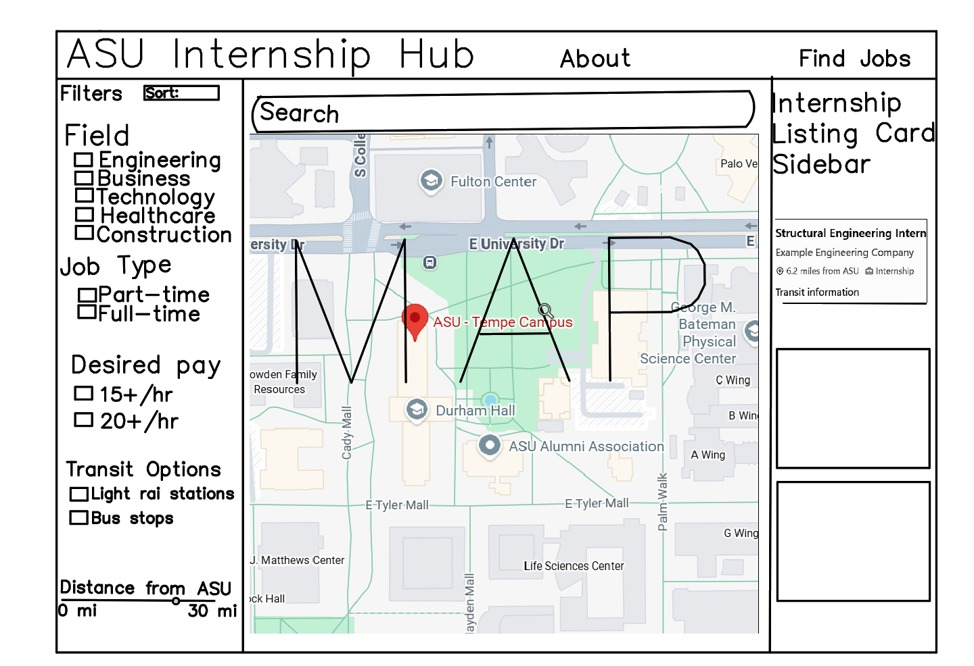 ASU Internship Hub
About
Find Jobs
Filters
Sort:
Field
Engineering
Business
Technology
Healthcare
Construction
Job Type
Part-time
Full-time
Desired pay
15+/hr
20+/hr
Transit Options
Light rai stations
Bus stops
Distance from ASU
0 mi
30 mi
Search
MAP
S Colle
Fulton Center
Palo Ve
ersity Dr
E University Dr
E
ASU - Tempe Campus
George M.
Bateman
Physical
Science Center
owden Family
Resources
C Wing
Durham Hall
B Wing
Cady Mall
ASU Alumni Association
A Wing
Palm Walk
E Tyler Mall
E Tyler Mall
G Wing
J. Matthews Center
Life Sciences Center
ock Hall
ayden Mall
Internship
Listing Card
Sidebar
Structural Engineering Intern
Example Engineering Company
6.2 miles from ASU
Internship
Transit information